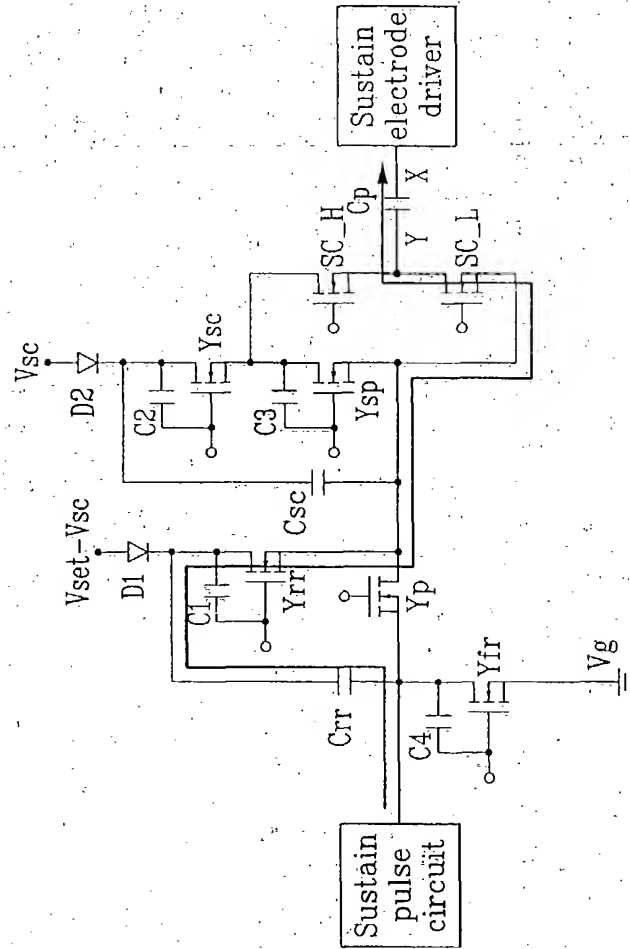 Sustain
pulse
circuit
Vset-Vsc
D1
C1
Yrr
Crr
C4
Yfr
Vg
Yp
Vsc
D2
C2
Ysc
C3
Ysp
Csc
SC_H
SC_L
Cp
Y
X
Sustain
electrode
driver